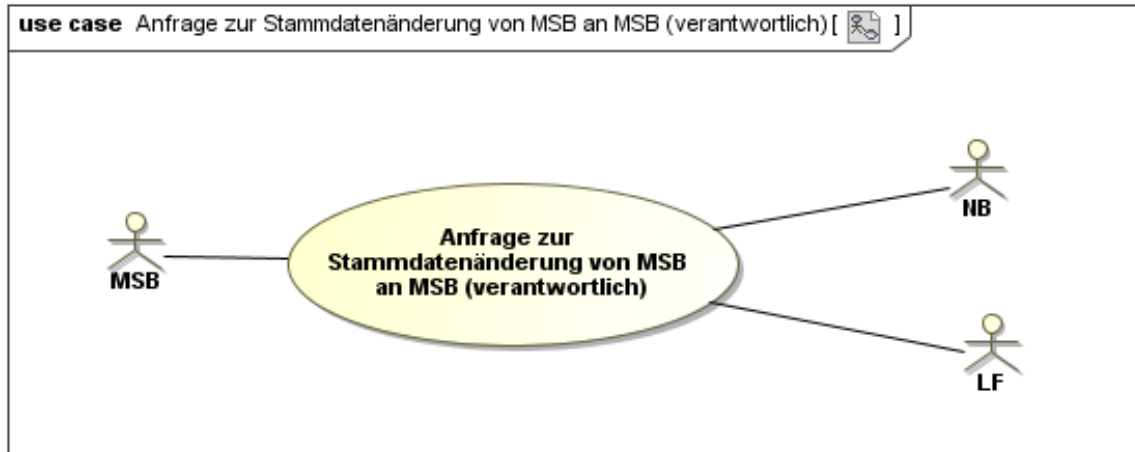 use case Anfrage zur Stammdatenänderung von MSB an MSB (verantwortlich) [ ]
NB
Anfrage zur
Stammdatenänderung von MSB
an MSB (verantwortlich)
MSB
LF